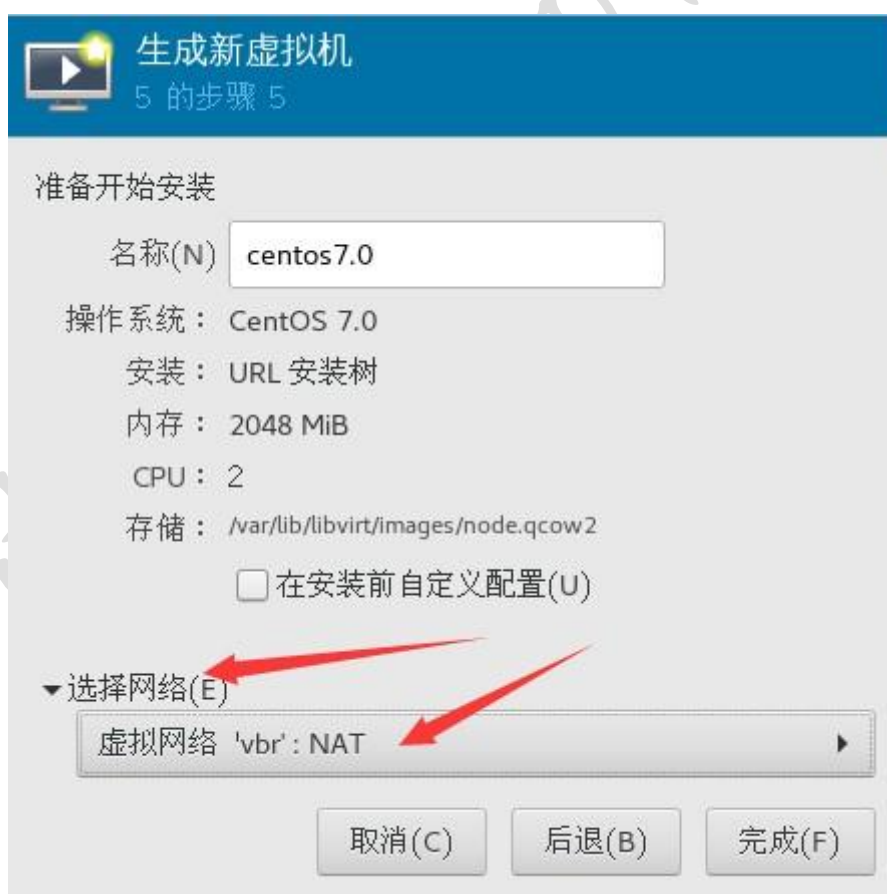 生成新虚拟机
5 的步骤 5
准备开始安装
名称(N) centos7.0
操作系统： CentOS 7.0
安装： URL 安装树
内存： 2048 MiB
CPU： 2
存储： /var/lib/libvirt/images/node.qcow2
在安装前自定义配置(U)
选择网络(E)
虚拟网络 'vbr' : NAT
取消(C) 后退(B) 完成(F)